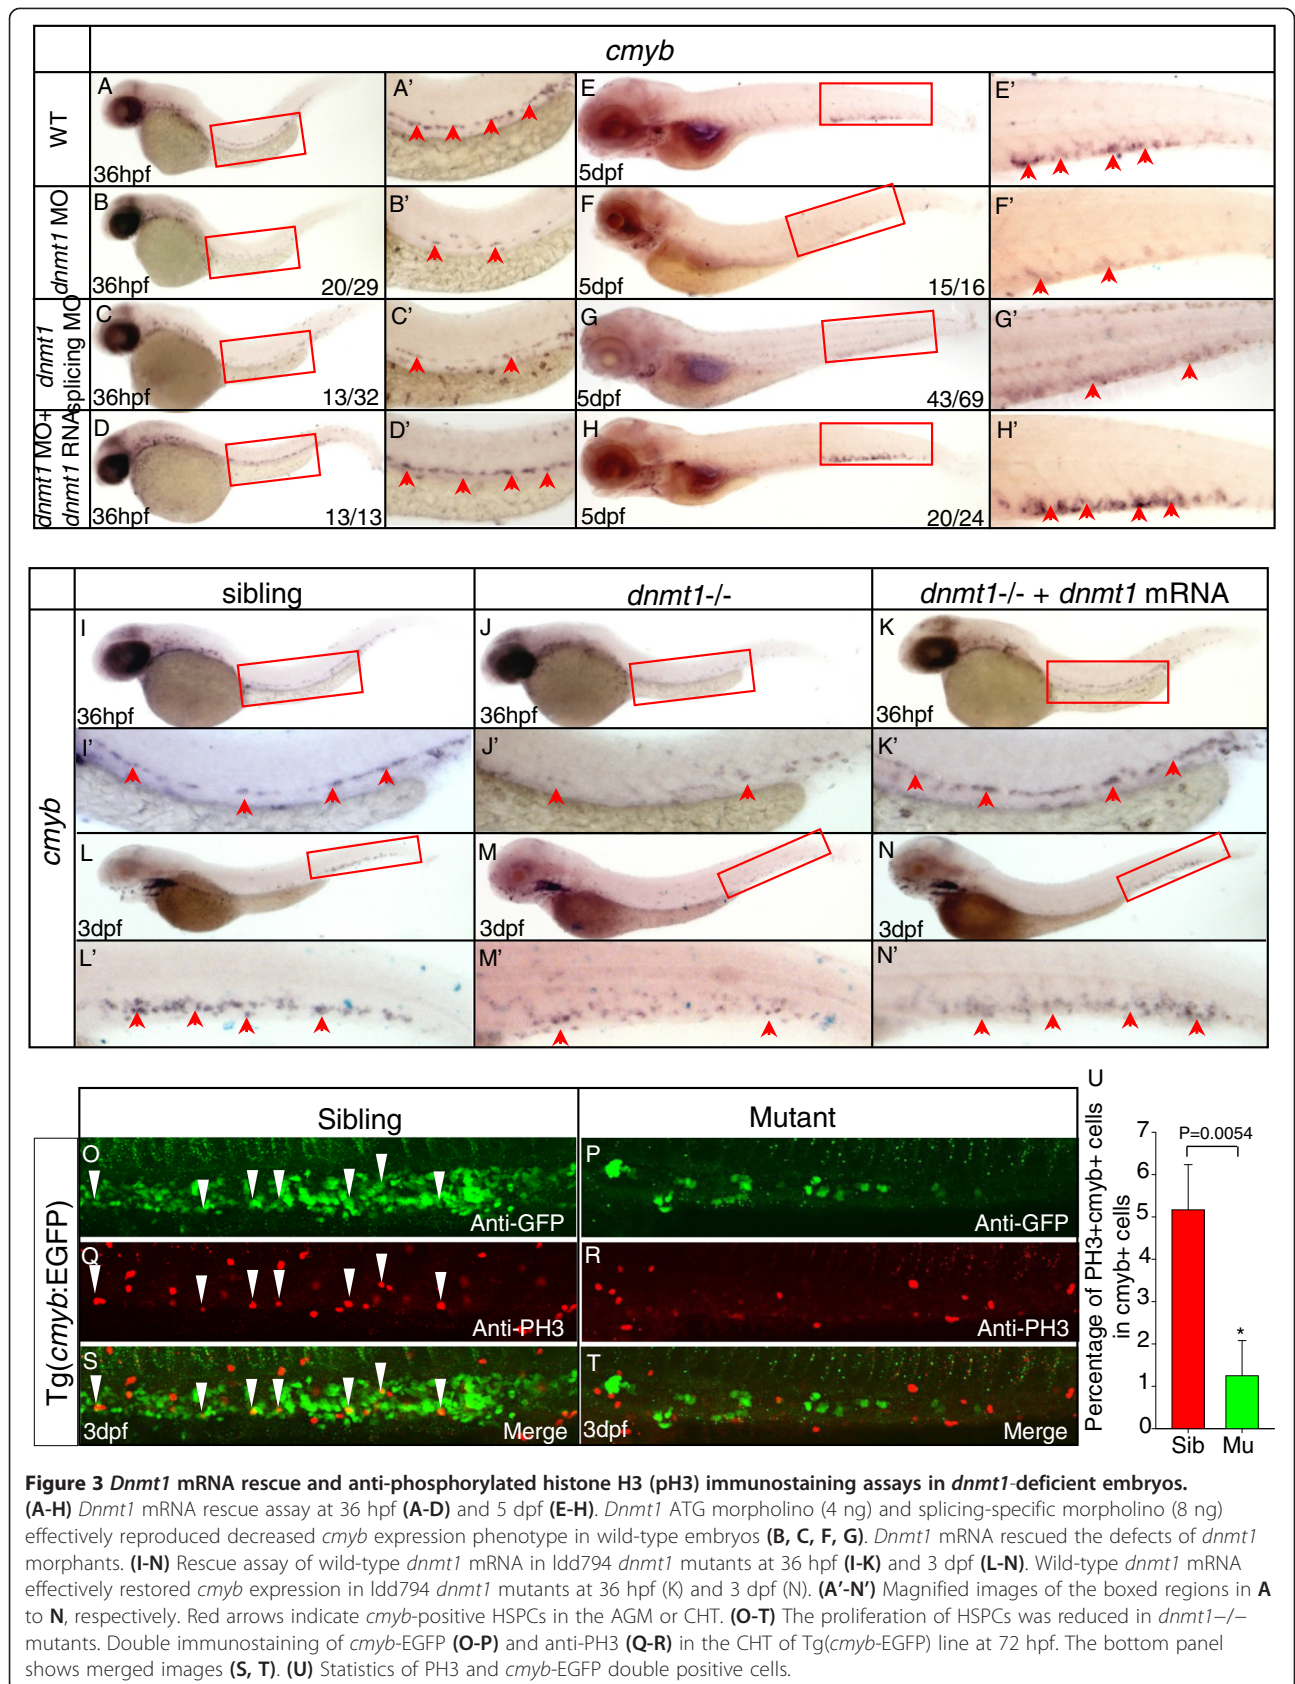 cmyb
WT
A
36hpf
A’
E
5dpf
E’
dnmt1 MO
B
36hpf
20/29
B’
F
5dpf
15/16
F’
dnmt1
splicing MO
C
36hpf
13/32
C’
G
5dpf
43/69
G’
dnmt1 MO+
dnmt1 RNA
D
36hpf
13/13
D’
H
5dpf
20/24
H’
sibling
dnmt1-/-
dnmt1-/- + dnmt1 mRNA
cmyb
I
36hpf
J
36hpf
K
36hpf
I’
J’
K’
L
3dpf
M
3dpf
N
3dpf
L’
M’
N’
Sibling
Mutant
Tg(cmyb:EGFP)
O
Anti-GFP
P
Anti-GFP
Q
Anti-PH3
R
Anti-PH3
S
3dpf
Merge
T
3dpf
Merge
U
Percentage of PH3+cmyb+ cells
in cmyb+ cells
7
6
5
4
3
2
1
0
P=0.0054
*
Sib
Mu
Figure 3 Dnmt1 mRNA rescue and anti-phosphorylated histone H3 (pH3) immunostaining assays in dnmt1-deficient embryos.
(A-H) Dnmt1 mRNA rescue assay at 36 hpf (A-D) and 5 dpf (E-H). Dnmt1 ATG morpholino (4 ng) and splicing-specific morpholino (8 ng)
effectively reproduced decreased cmyb expression phenotype in wild-type embryos (B, C, F, G). Dnmt1 mRNA rescued the defects of dnmt1
morphants. (I-N) Rescue assay of wild-type dnmt1 mRNA in ldd794 dnmt1 mutants at 36 hpf (I-K) and 3 dpf (L-N). Wild-type dnmt1 mRNA
effectively restored cmyb expression in ldd794 dnmt1 mutants at 36 hpf (K) and 3 dpf (N). (A’-N’) Magnified images of the boxed regions in A
to N, respectively. Red arrows indicate cmyb-positive HSPCs in the AGM or CHT. (O-T) The proliferation of HSPCs was reduced in dnmt1−/−
mutants. Double immunostaining of cmyb-EGFP (O-P) and anti-PH3 (Q-R) in the CHT of Tg(cmyb-EGFP) line at 72 hpf. The bottom panel
shows merged images (S, T). (U) Statistics of PH3 and cmyb-EGFP double positive cells.